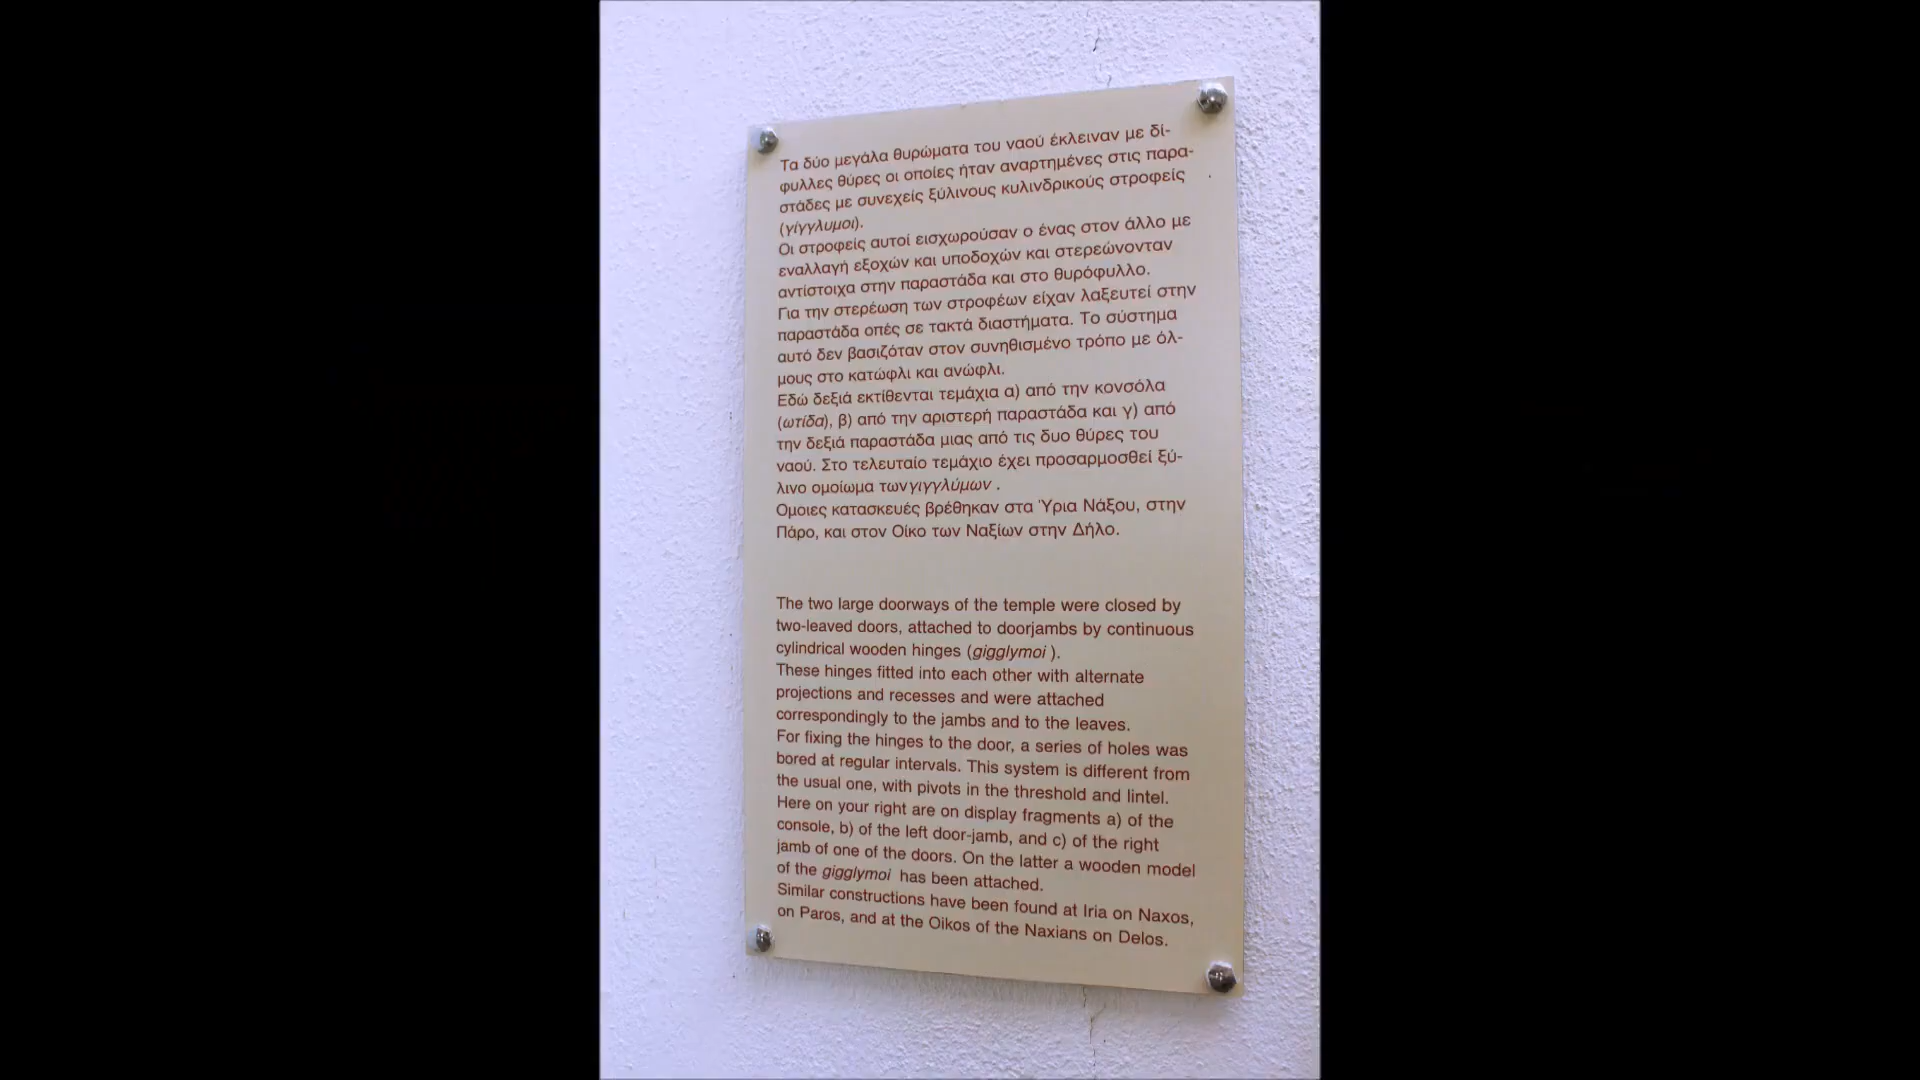 Τα δύο μεγάλα θυρώματα του ναού έκλειναν με δί-
φυλλες θύρες οι οποίες ήταν αναρτημένες στις παρα-
στάδες με συνεχείς ξύλινους κυλινδρικούς στροφείς
(γίγγλυμοι).
Οι στροφείς αυτοί εισχωρούσαν ο ένας στον άλλο με
εναλλαγή εξοχών και υποδοχών και στερεώνονταν
αντίστοιχα στην παραστάδα και στο θυρόφυλλο.
Για την στερέωση των στροφέων είχαν λαξευτεί στην
παραστάδα οπές σε τακτά διαστήματα. Το σύστημα
αυτό δεν βασιζόταν στον συνηθισμένο τρόπο με όλ-
μους στο κατώφλι και ανώφλι.
Εδώ δεξιά εκτίθενται τεμάχια α) από την κονσόλα
(ωτίδα), β) από την αριστερή παραστάδα και γ) από
την δεξιά παραστάδα μιας από τις δυο θύρες του
ναού. Στο τελευταίο τεμάχιο έχει προσαρμοσθεί ξύ-
λινο ομοίωμα τωνγιγγλύμων .
Ομοιες κατασκευές βρέθηκαν στα Ύρια Νάξου, στην
Πάρο, και στον Οίκο των Ναξίων στην Δήλο.
The two large doorways of the temple were closed by
two-leaved doors, attached to doorjambs by continuous
cylindrical wooden hinges (gigglymoi ).
These hinges fitted into each other with alternate
projections and recesses and were attached
correspondingly to the jambs and to the leaves.
For fixing the hinges to the door, a series of holes was
bored at regular intervals. This system is different from
the usual one, with pivots in the threshold and lintel.
Here on your right are on display fragments a) of the
console, b) of the left door-jamb, and c) of the right
jamb of one of the doors. On the latter a wooden model
of the gigglymoi has been attached.
Similar constructions have been found at Iria on Naxos,
on Paros, and at the Oikos of the Naxians on Delos.